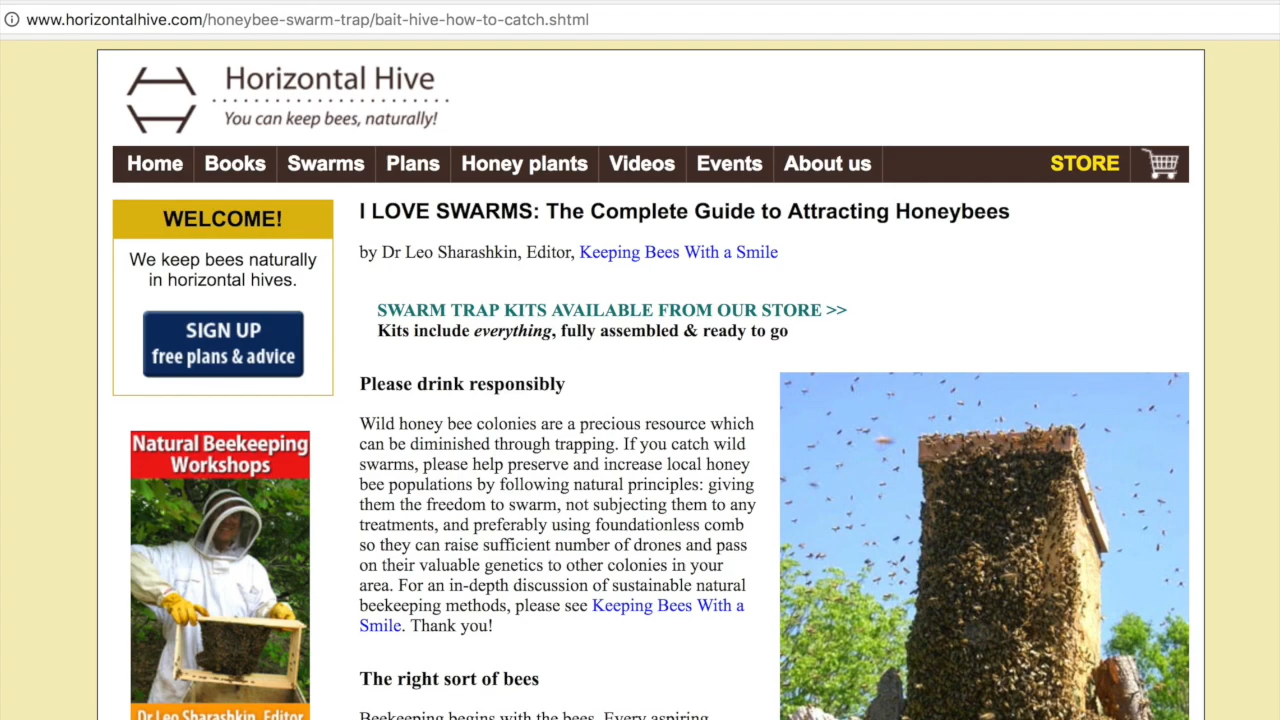 www.horizontalhive.com/honeybee-swarm-trap/bait-hive-how-to-catch.shtml
Horizontal Hive
You can keep bees, naturally!
Home Books Swarms Plans Honey plants Videos Events About us STORE
WELCOME!
We keep bees naturally
in horizontal hives.
SIGN UP
free plans & advice
Natural Beekeeping
Workshops
Dr Leo Sharashkin, Editor
I LOVE SWARMS: The Complete Guide to Attracting Honeybees
by Dr Leo Sharashkin, Editor, Keeping Bees With a Smile
SWARM TRAP KITS AVAILABLE FROM OUR STORE >>
Kits include everything, fully assembled & ready to go
Please drink responsibly
Wild honey bee colonies are a precious resource which
can be diminished through trapping. If you catch wild
swarms, please help preserve and increase local honey
bee populations by following natural principles: giving
them the freedom to swarm, not subjecting them to any
treatments, and preferably using foundationless comb
so they can raise sufficient number of drones and pass
on their valuable genetics to other colonies in your
area. For an in-depth discussion of sustainable natural
beekeeping methods, please see Keeping Bees With a
Smile. Thank you!
The right sort of bees
Beekeeping begins with the bees. Every aspiring